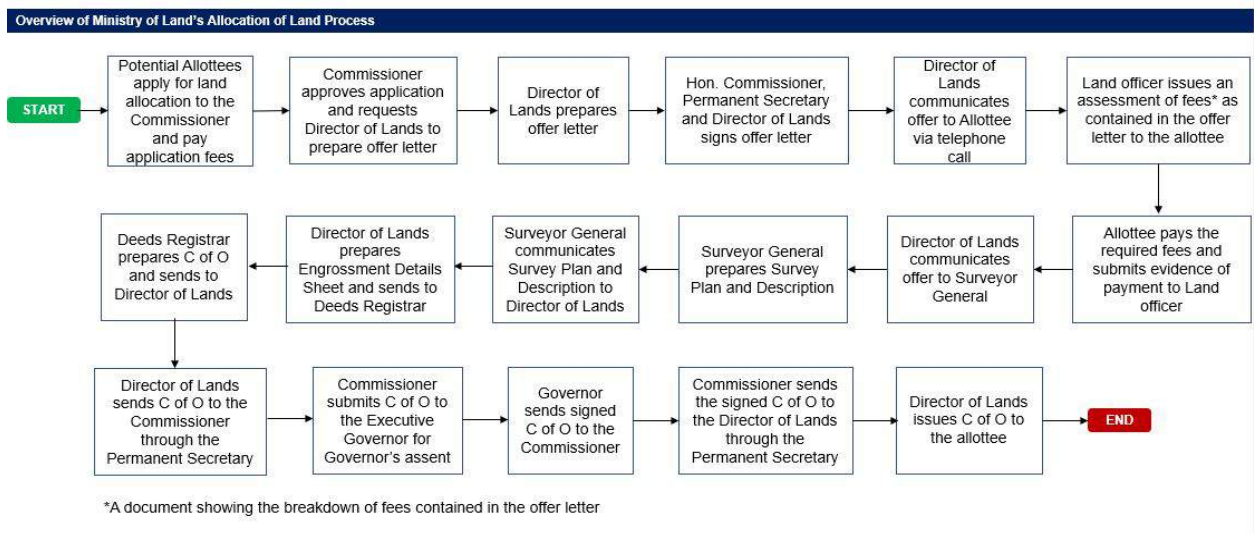 Overview of Ministry of Land's Allocation of Land Process
START
Potential Allottees
apply for land
allocation to the
Commissioner
and pay
application fees
Commissioner
approves application
and requests
Director of Lands to
prepare offer letter
Director of
Lands prepares
offer letter
Hon. Commissioner,
Permanent Secretary
and Director of Lands
signs offer letter
Director of
Lands
communicates
offer to Allottee
via telephone
call
Land officer issues an
assessment of fees* as
contained in the offer
letter to the allottee
Allottee pays the
required fees and
submits evidence of
payment to Land
officer
Director of Lands
communicates
offer to Surveyor
General
Surveyor General
prepares Survey
Plan and Description
Surveyor General
communicates
Survey Plan and
Description to
Director of Lands
Director of Lands
prepares
Engrossment Details
Sheet and sends to
Deeds Registrar
Deeds Registrar
prepares C of O
and sends to
Director of Lands
Director of Lands
sends C of O to the
Commissioner
through the
Permanent Secretary
Commissioner
submits C of O to
the Executive
Governor for
Governor's assent
Governor
sends signed
C of O to the
Commissioner
Commissioner sends
the signed C of O to
the Director of Lands
through the
Permanent Secretary
Director of Lands
issues C of O to
the allottee
END
*A document showing the breakdown of fees contained in the offer letter